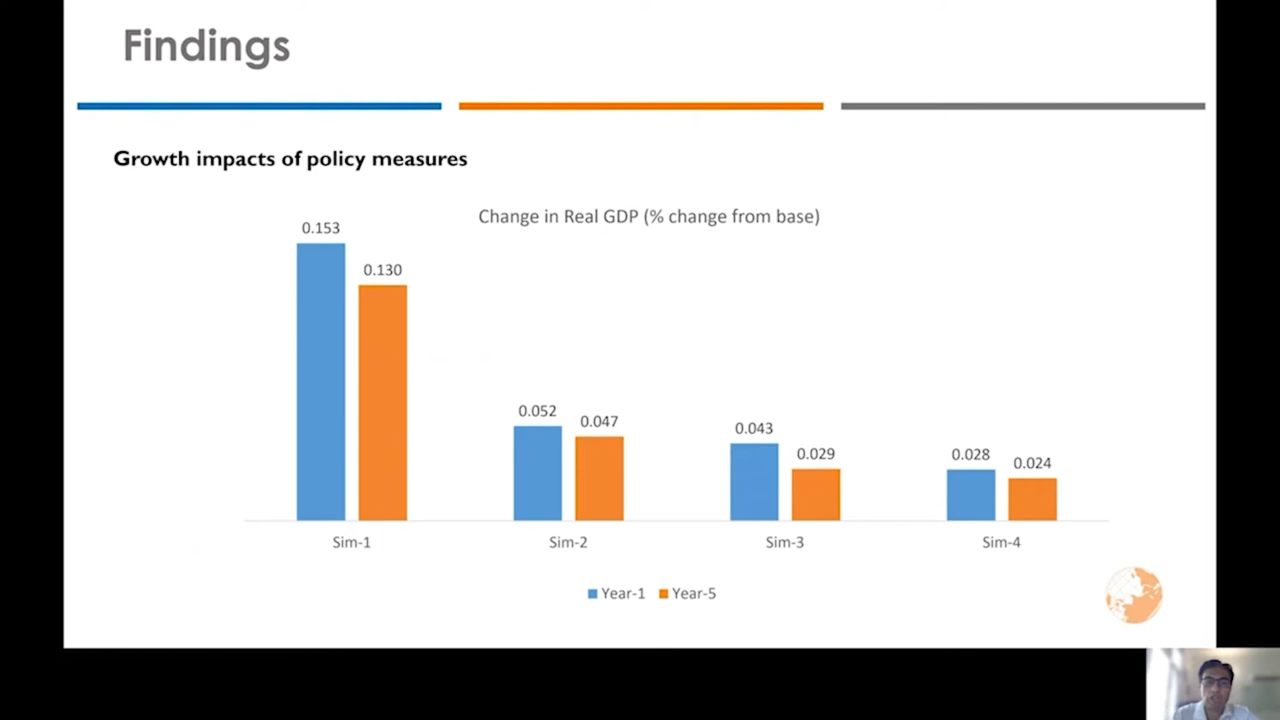 Findings
Growth impacts of policy measures
Change in Real GDP (% change from base)
0.153
0.130
0.052
0.047
0.043
0.029
0.028
0.024
Sim-1 Sim-2 Sim-3 Sim-4
Year-1 Year-5